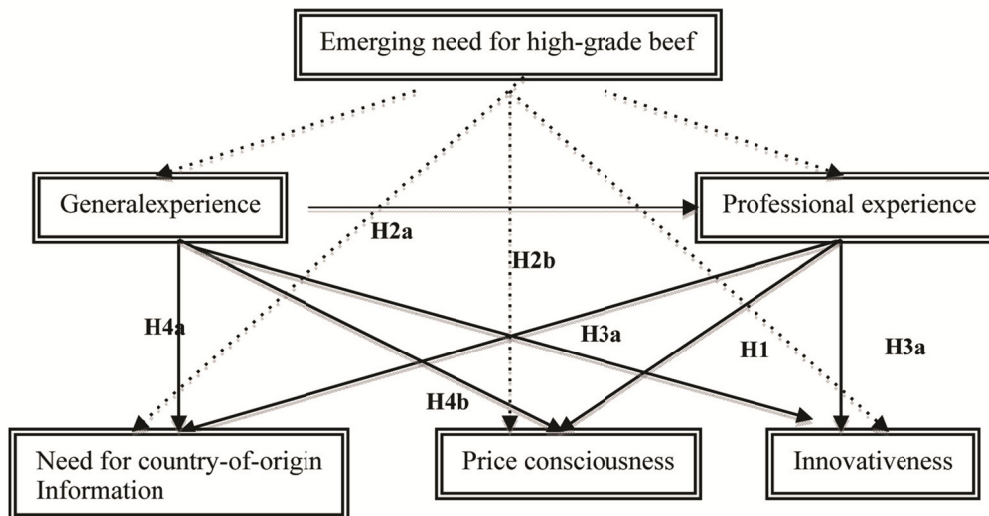 Emerging need for high-grade beef
Generalexperience
Professional experience
H2a
H2b
H4a
H3a
H1
H3a
H4b
Need for country-of-origin
Information
Price consciousness
Innovativeness